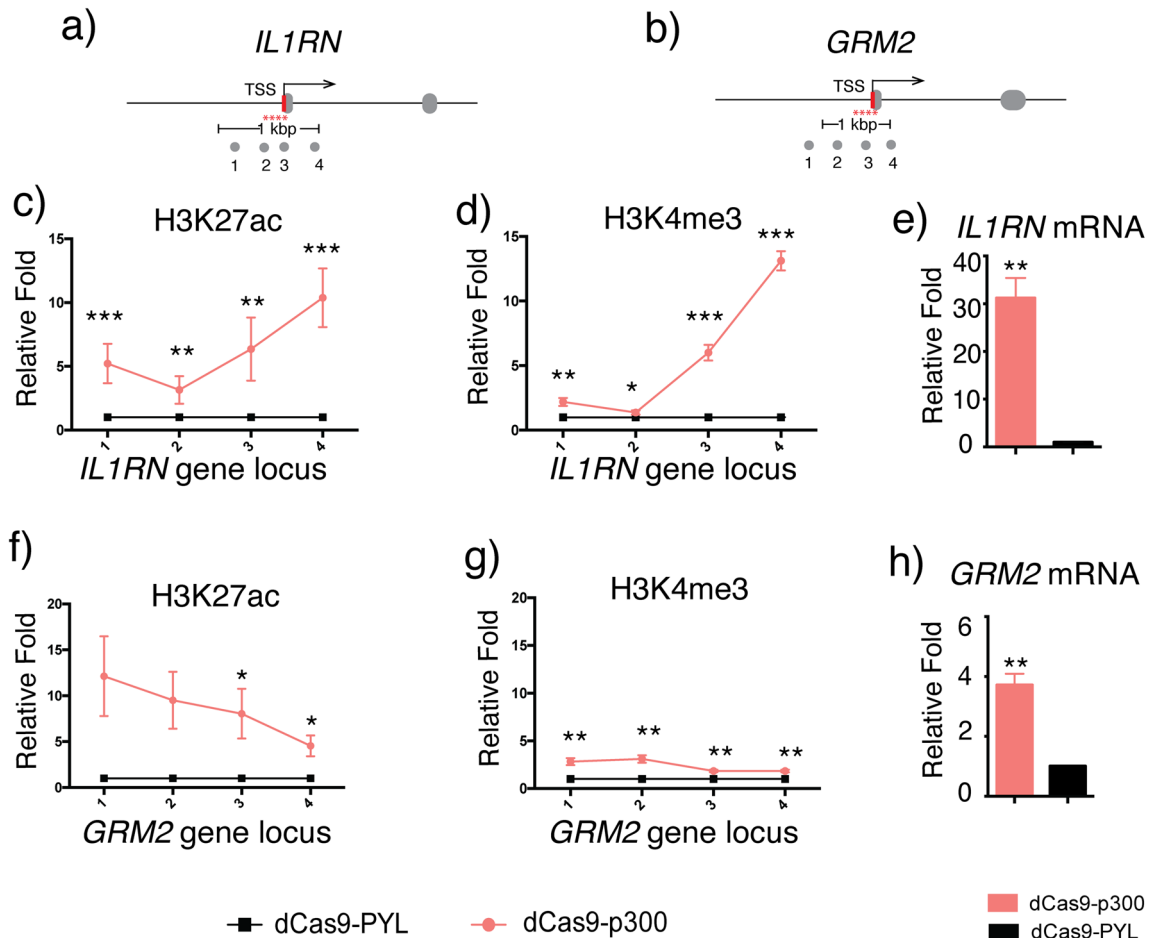 a)
IL1RN
TSS
****
1 kbp
1 2 3 4
b)
GRM2
TSS
****
1 kbp
1 2 3 4
c)
H3K27ac
Relative Fold
15
10
5
0
***
**
**
***
1 2 3 4
IL1RN gene locus
d)
H3K4me3
Relative Fold
15
10
5
0
**
*
***
***
1 2 3 4
IL1RN gene locus
e)
IL1RN mRNA
Relative Fold
40
30
20
10
0
**
f)
H3K27ac
Relative Fold
20
15
10
5
0
*
*
1 2 3 4
GRM2 gene locus
g)
H3K4me3
Relative Fold
20
15
10
5
0
**
**
**
**
1 2 3 4
GRM2 gene locus
h)
GRM2 mRNA
Relative Fold
6
4
2
0
**
dCas9-PYL
dCas9-p300
dCas9-p300
dCas9-PYL